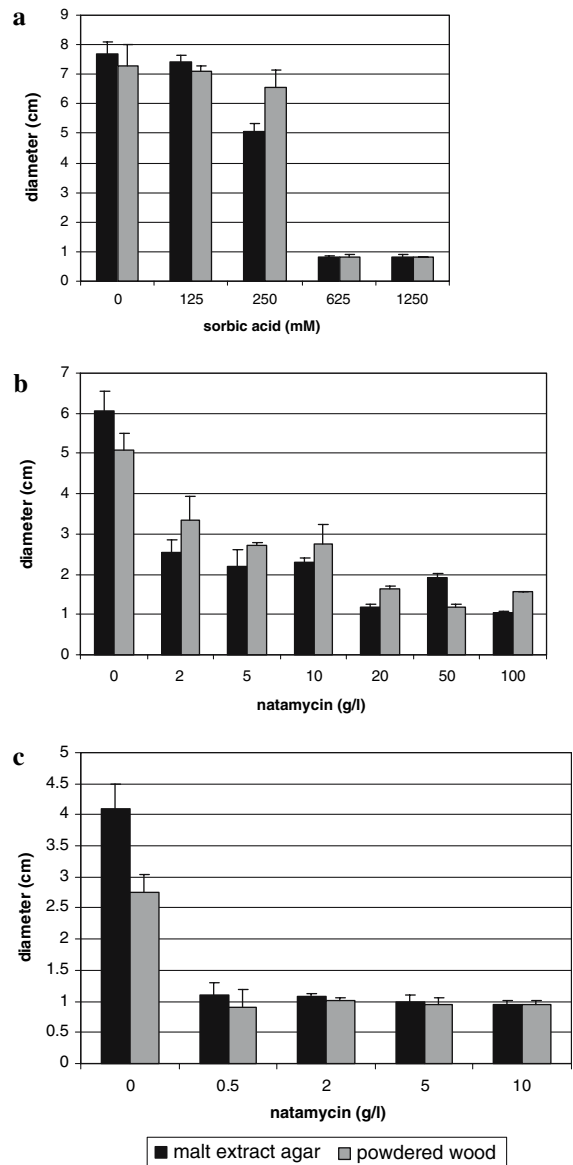 a
9
8
7
6
5
4
3
2
1
0
diameter (cm)
0 125 250 625 1250
sorbic acid (mM)
b
7
6
5
4
3
2
1
0
diameter (cm)
0 2 5 10 20 50 100
natamycin (g/l)
c
5
4.5
4
3.5
3
2.5
2
1.5
1
0.5
0
diameter (cm)
0 0.5 2 5 10
natamycin (g/l)
malt extract agar powdered wood